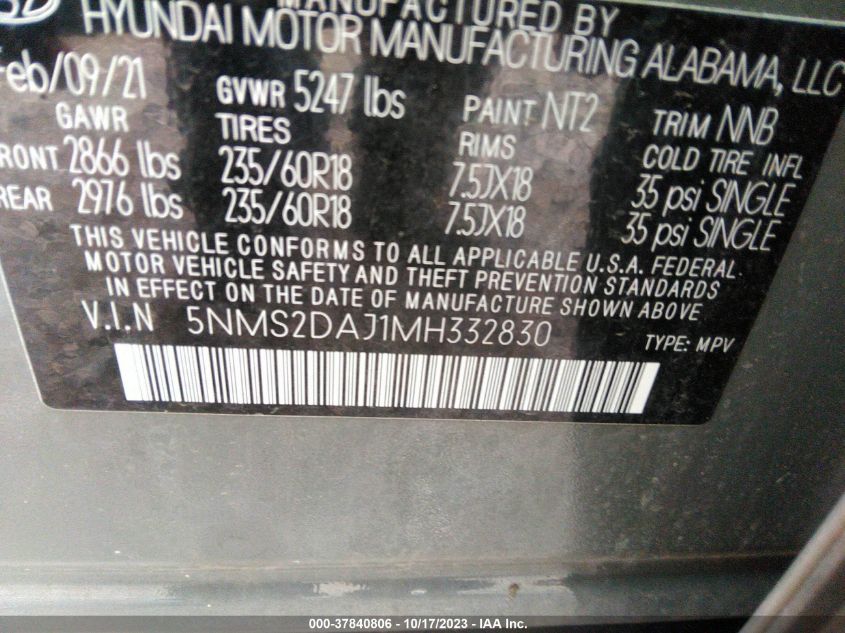 MANUFACTURED BY
HYUNDAI MOTOR MANUFACTURING ALABAMA, LLC
Feb/09/21 GVWR 5247 lbs PAINT NT2 TRIM NNB
GAWR TIRES RIMS COLD TIRE INFL
FRONT 2866 lbs 235/60R18 7.5JX18 35 psi SINGLE
REAR 2976 lbs 235/60R18 7.5JX18 35 psi SINGLE
THIS VEHICLE CONFORMS TO ALL APPLICABLE U.S.A. FEDERAL
MOTOR VEHICLE SAFETY AND THEFT PREVENTION STANDARDS
IN EFFECT ON THE DATE OF MANUFACTURE SHOWN ABOVE
V.I.N 5NMS2DAJ1MH332830 TYPE: MPV
000-37840806 - 10/17/2023 - IAA Inc.